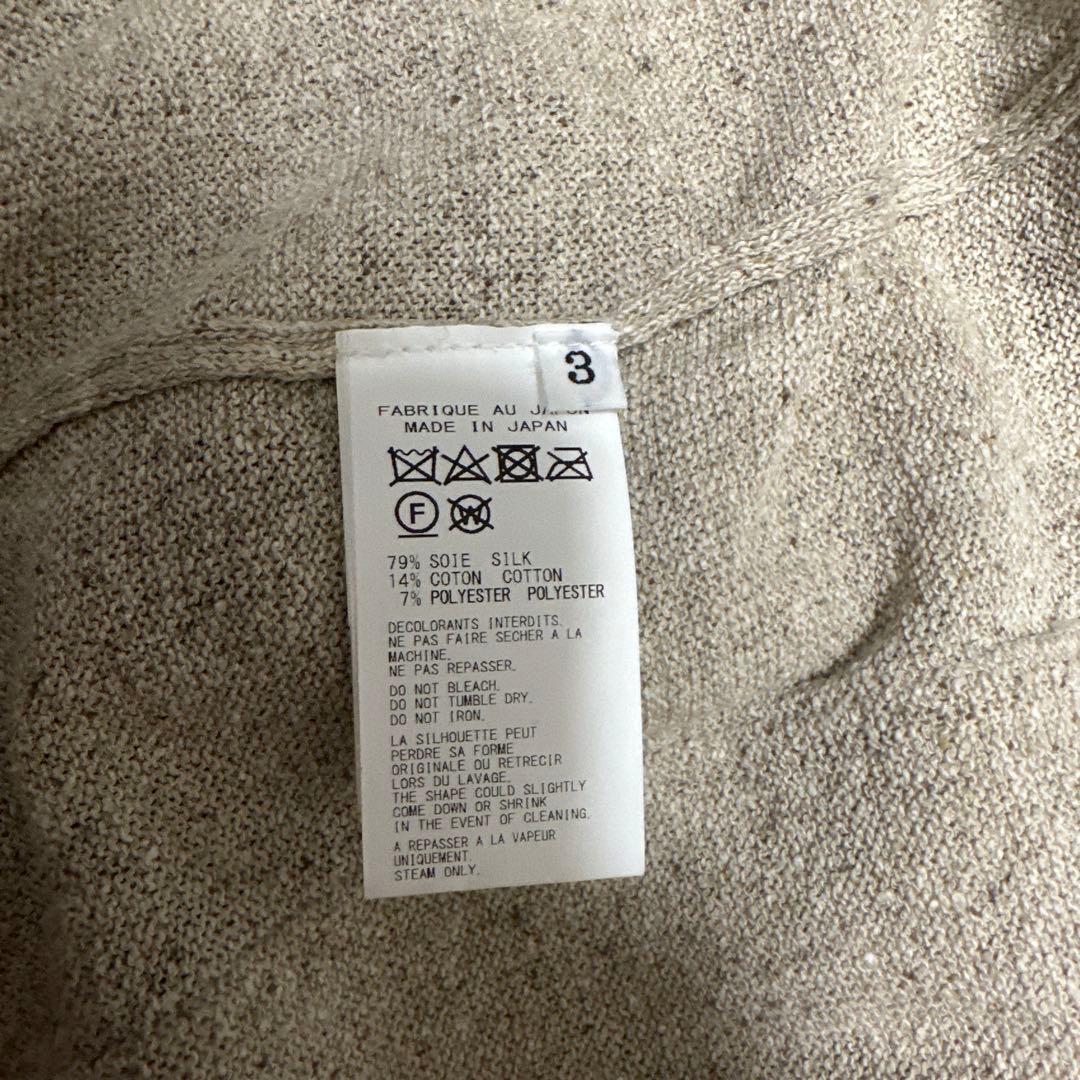 3
FABRIQUE AU JAPON
MADE IN JAPAN
F W
79% SOIE SILK
14% COTON COTTON
7% POLYESTER POLYESTER
DECOLORANTS INTERDITS.
NE PAS FAIRE SECHER A LA
MACHINE.
NE PAS REPASSER.
DO NOT BLEACH.
DO NOT TUMBLE DRY.
DO NOT IRON.
LA SILHOUETTE PEUT
PERDRE SA FORME
ORIGINALE OU RETRECIR
LORS DU LAVAGE.
THE SHAPE COULD SLIGHTLY
COME DOWN OR SHRINK
IN THE EVENT OF CLEANING.
A REPASSER A LA VAPEUR
UNIQUEMENT.
STEAM ONLY.